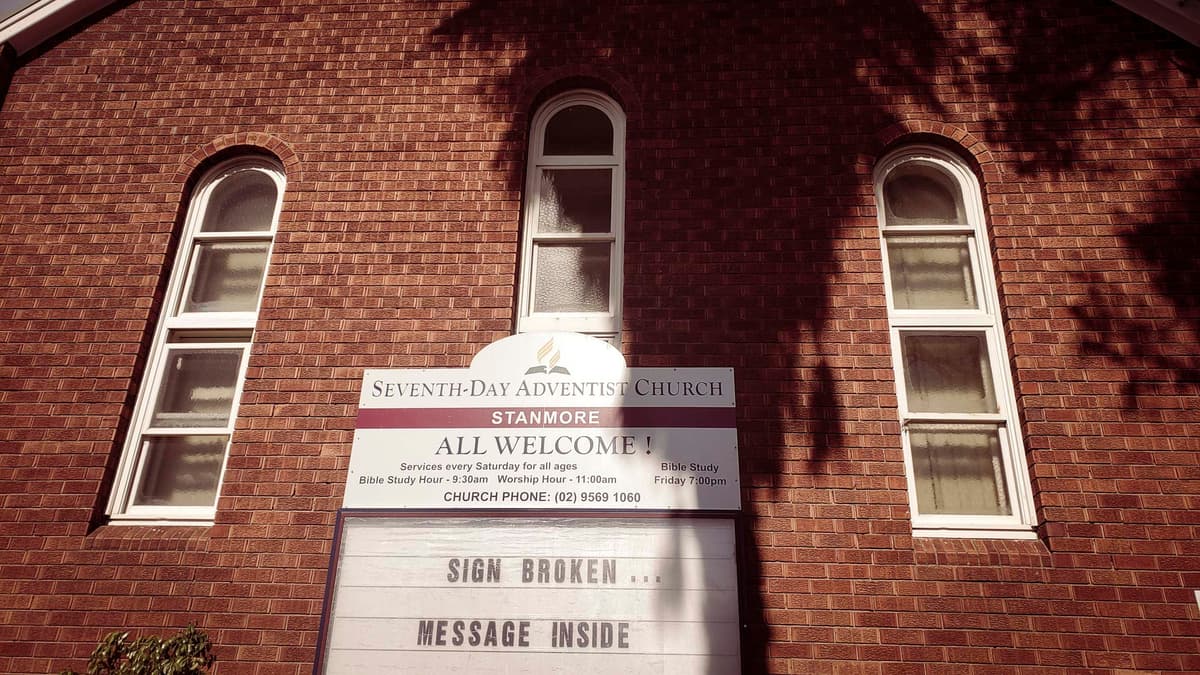 SEVENTH-DAY ADVENTIST CHURCH
STANMORE
ALL WELCOME !
Services every Saturday for all ages
Bible Study Hour - 9:30am Worship Hour - 11:00am
Bible Study
Friday 7:00pm
CHURCH PHONE: (02) 9569 1060
SIGN BROKEN ...
MESSAGE INSIDE